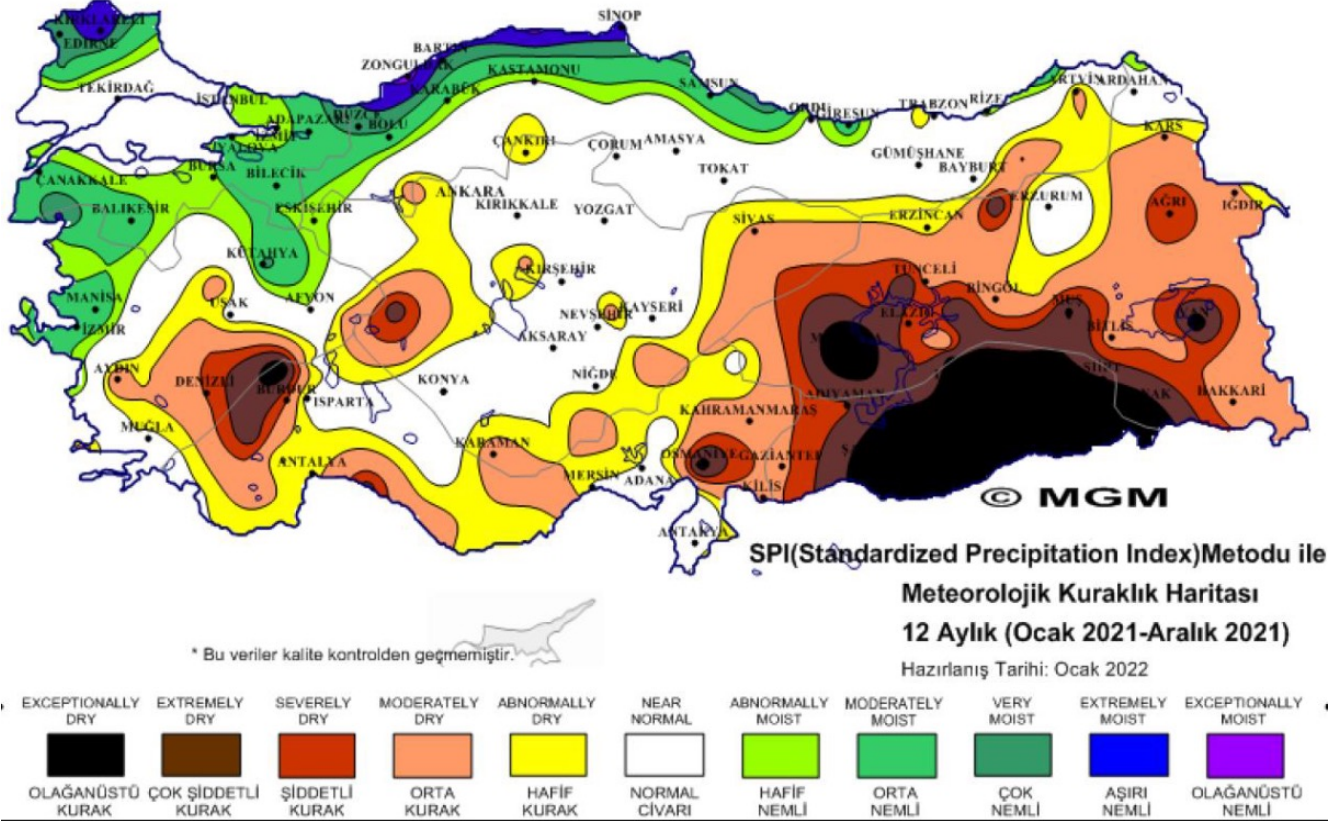 KIRKLARELİ
EDİRNE
TEKİRDAĞ
İSTANBUL
SİNOP
BARTIN
ZONGULDAK
KARABÜK
KASTAMONU
SAMSUN
ORDU
GİRESUN
TRABZON
RİZE
ARTVİN
ARDAHAN
KARS
ADAPAZARI
DÜZCE
İZMİT
BOLU
YALOVA
BURSA
BİLECİK
ÇANAKKALE
BALIKESİR
ESKİŞEHİR
ANKARA
ÇANKIRI
ÇORUM
AMASYA
TOKAT
GÜMÜŞHANE
BAYBURT
KIRIKKALE
YOZGAT
SİVAS
ERZİNCAN
ERZURUM
AĞRI
IĞDIR
KÜTAHYA
MANİSA
İZMİR
UŞAK
AFYON
KIRŞEHİR
NEVŞEHİR
KAYSERİ
AKSARAY
TUNCELİ
BİNGÖL
ELAZIĞ
MUŞ
BİTLİS
VAN
AYDIN
DENİZLİ
BURDUR
ISPARTA
KONYA
NİĞDE
ADIYAMAN
SİİRT
HAKKARİ
MUĞLA
ANTALYA
KARAMAN
MERSİN
ADANA
KAHRAMANMARAŞ
OSMANİYE
GAZİANTEP
KİLİS
ANTAKYA
© MGM
SPI(Standardized Precipitation Index)Metodu ile
Meteorolojik Kuraklık Haritası
12 Aylık (Ocak 2021-Aralık 2021)
Hazırlanış Tarihi: Ocak 2022
* Bu veriler kalite kontrolden geçmemiştir.
EXCEPTIONALLY DRY
EXTREMELY DRY
SEVERELY DRY
MODERATELY DRY
ABNORMALLY DRY
NEAR NORMAL
ABNORMALLY MOIST
MODERATELY MOIST
VERY MOIST
EXTREMELY MOIST
EXCEPTIONALLY MOIST
OLAĞANÜSTÜ KURAK
ÇOK ŞİDDETLİ KURAK
ŞİDDETLİ KURAK
ORTA KURAK
HAFİF KURAK
NORMAL CİVARI
HAFİF NEMLİ
ORTA NEMLİ
ÇOK NEMLİ
AŞIRI NEMLİ
OLAĞANÜSTÜ NEMLİ